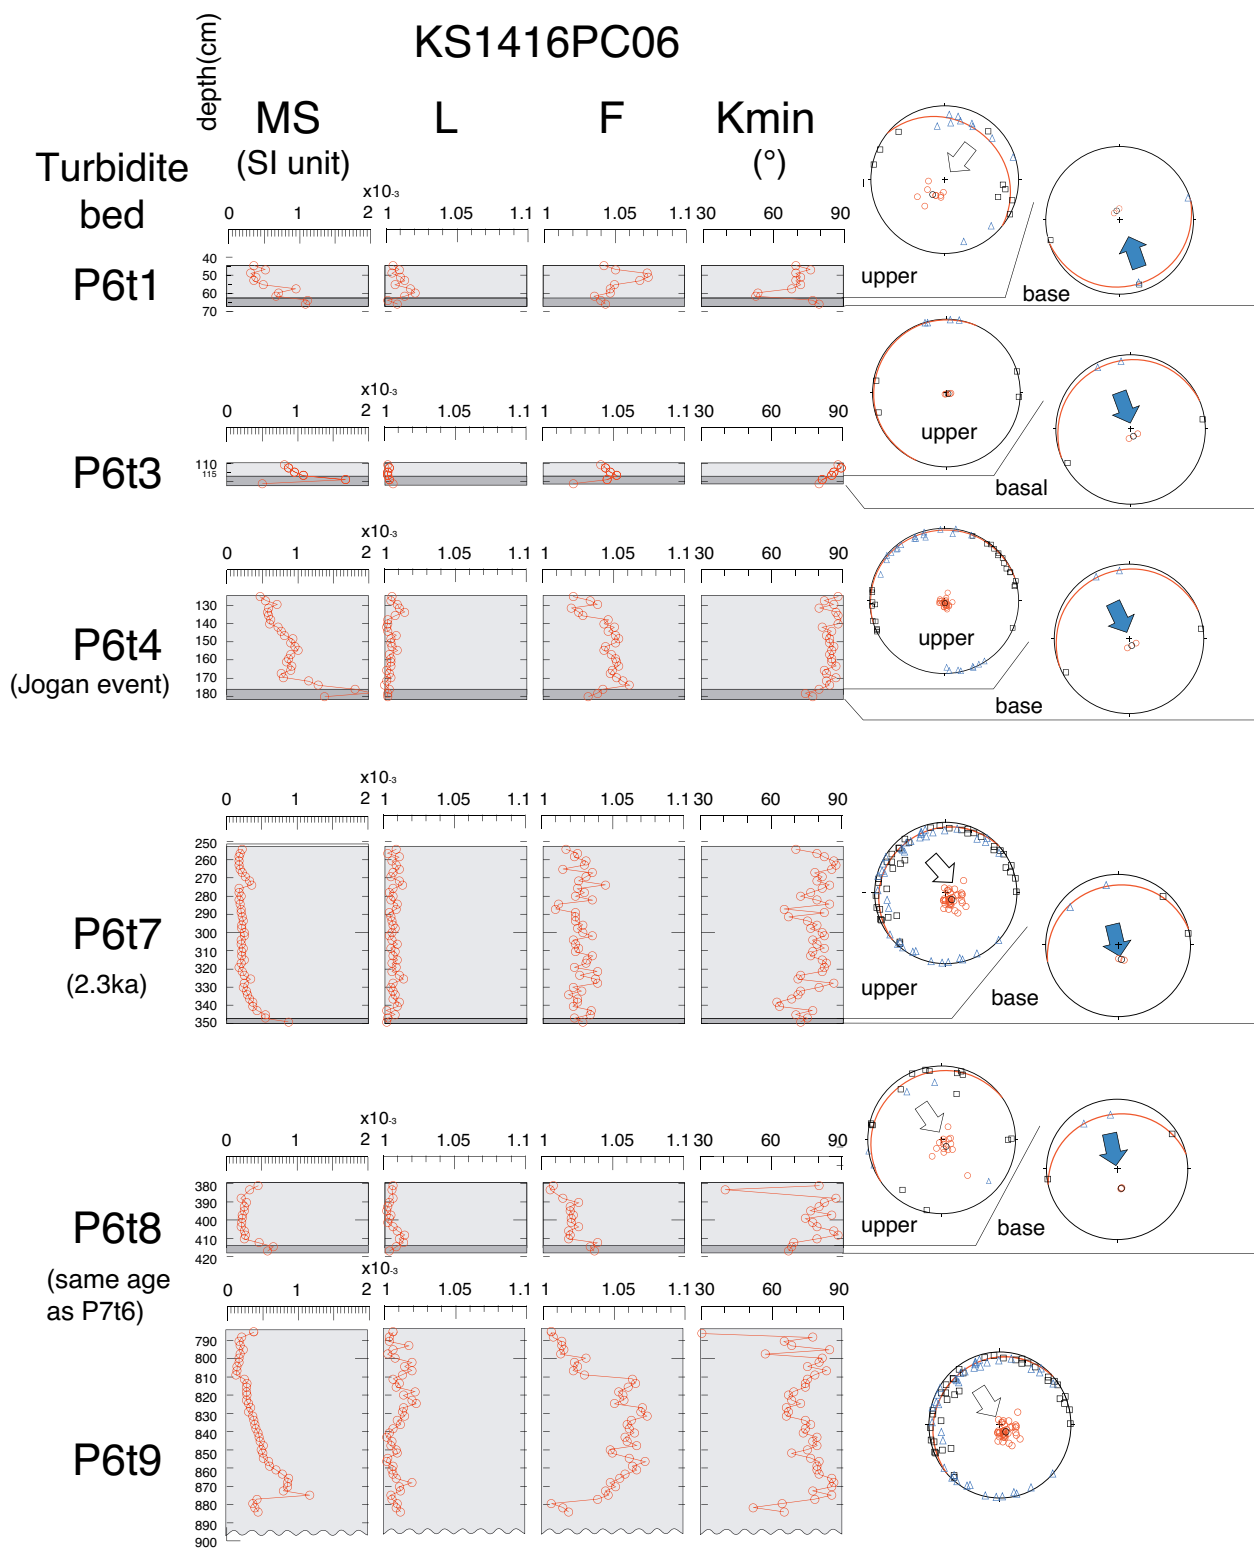 KS1416PC06
depth(cm)
MS L F Kmin
(SI unit) (°)
Turbidite
bed
x10-3
0 1 2 1 1.05 1.1 1 1.05 1.1 30 60 90
P6t1
40
50
60
70
upper
base
x10-3
0 1 2 1 1.05 1.1 1 1.05 1.1 30 60 90
P6t3
110
115
upper
basal
x10-3
0 1 2 1 1.05 1.1 1 1.05 1.1 30 60 90
P6t4
(Jogan event)
130
140
150
160
170
180
upper
base
x10-3
0 1 2 1 1.05 1.1 1 1.05 1.1 30 60 90
P6t7
(2.3ka)
250
260
270
280
290
300
310
320
330
340
350
upper
base
x10-3
0 1 2 1 1.05 1.1 1 1.05 1.1 30 60 90
P6t8
(same age
as P7t6)
380
390
400
410
420
upper
base
x10-3
0 1 2 1 1.05 1.1 1 1.05 1.1 30 60 90
P6t9
790
800
810
820
830
840
850
860
870
880
890
900